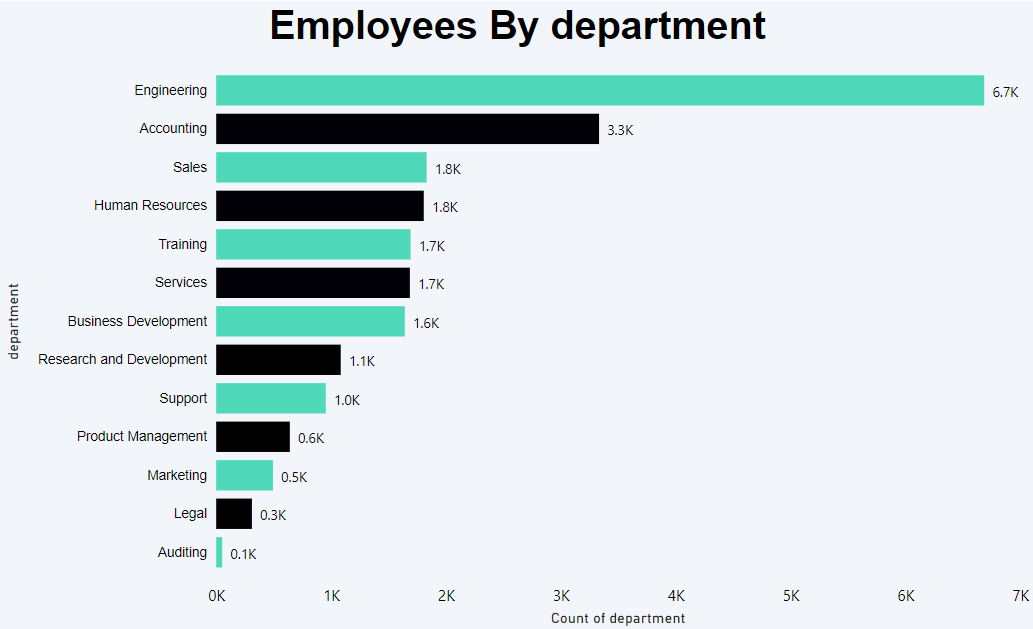 Employees By department
Engineering 6.7K
Accounting 3.3K
Sales 1.8K
Human Resources 1.8K
Training 1.7K
Services 1.7K
Business Development 1.6K
Research and Development 1.1K
Support 1.0K
Product Management 0.6K
Marketing 0.5K
Legal 0.3K
Auditing 0.1K
department
0K 1K 2K 3K 4K 5K 6K 7K
Count of department